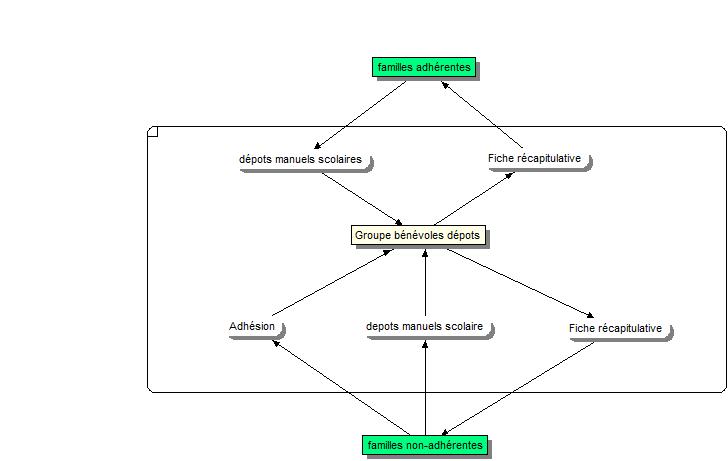 familles adhérentes
dépots manuels scolaires
Fiche récapitulative
Groupe bénévoles dépots
Adhésion
depots manuels scolaire
Fiche récapitulative
familles non-adhérentes